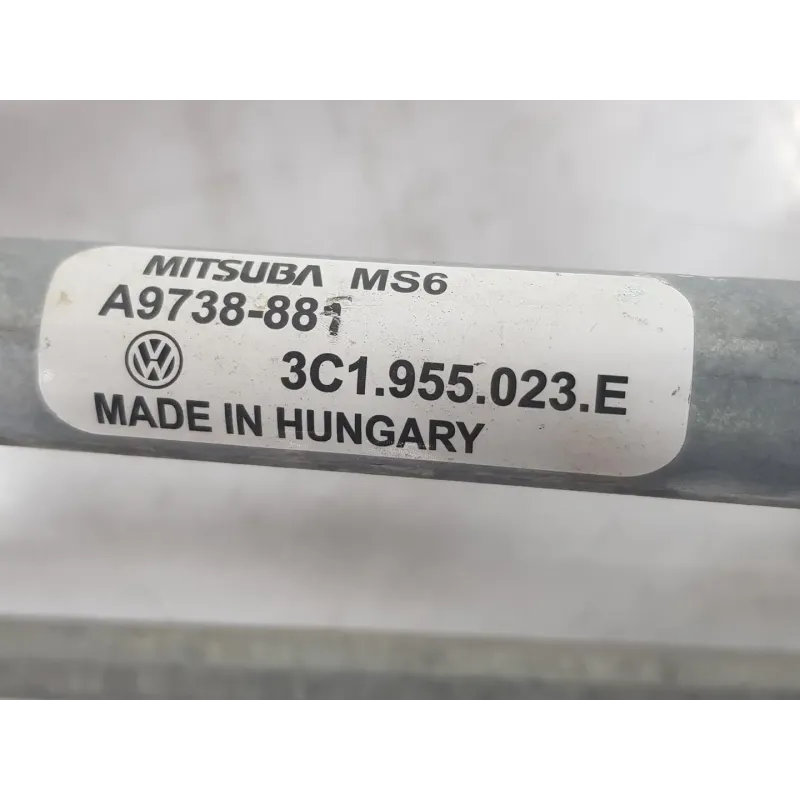 MITSUBA MS6
A9738-881
3C1.955.023.E
MADE IN HUNGARY